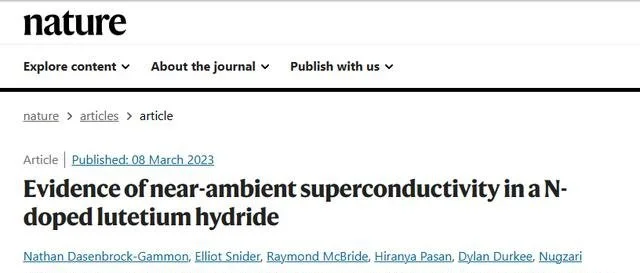 nature
Explore content About the journal Publish with us
nature > articles > article
Article | Published: 08 March 2023
Evidence of near-ambient superconductivity in a N-
doped lutetium hydride
Nathan Dasenbrock-Gammon, Elliot Snider, Raymond McBride, Hiranya Pasan, Dylan Durkee, Nugzari